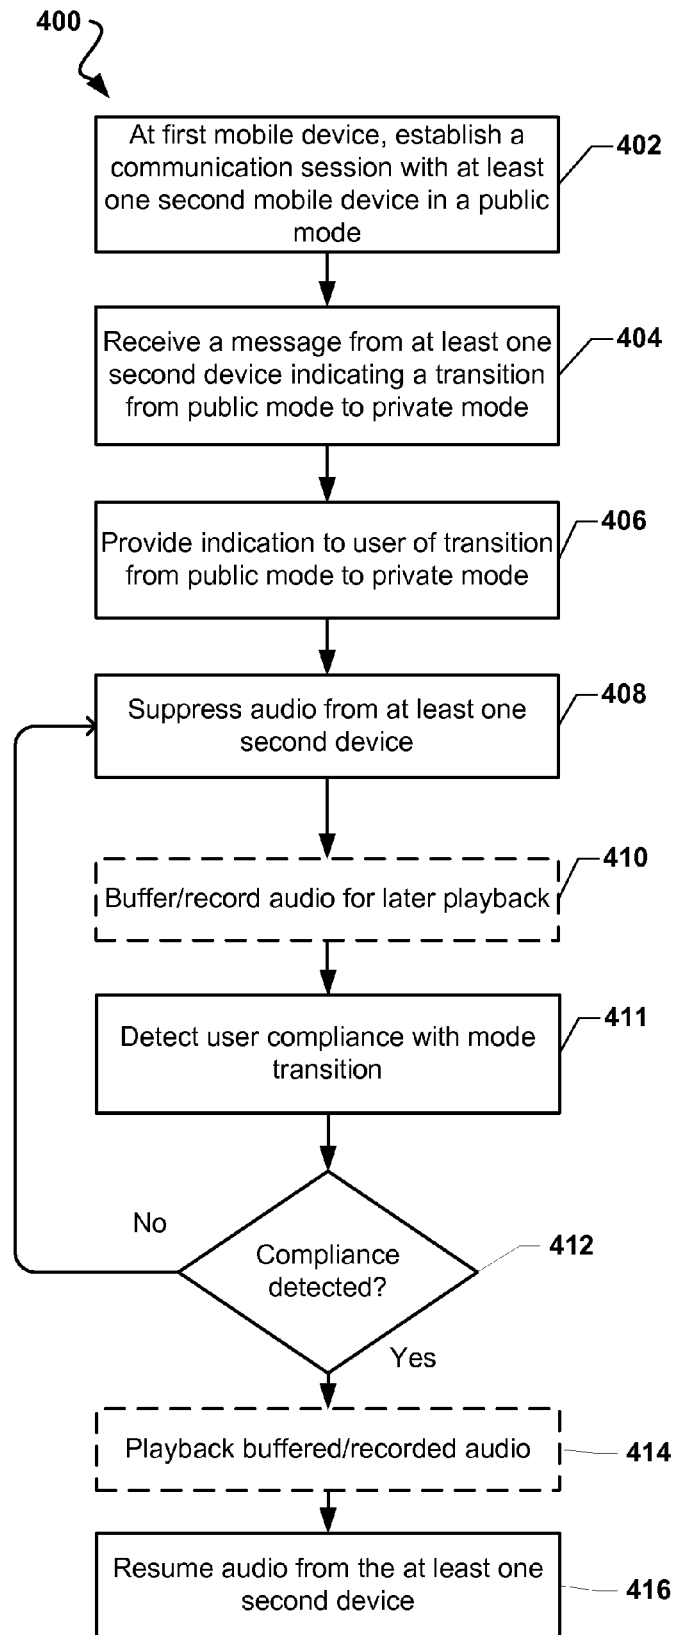 400
At first mobile device, establish a
communication session with at least
one second mobile device in a public
mode
402
Receive a message from at least one
second device indicating a transition
from public mode to private mode
404
Provide indication to user of transition
from public mode to private mode
406
Suppress audio from at least one
second device
408
Buffer/record audio for later playback
410
Detect user compliance with mode
transition
411
No
Compliance
detected?
412
Yes
Playback buffered/recorded audio
414
Resume audio from the at least one
second device
416